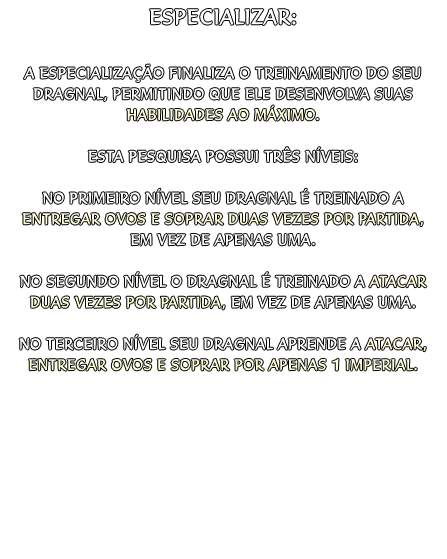 ESPECIALIZAR:
A ESPECIALIZAÇÃO FINALIZA O TREINAMENTO DO SEU
DRAGNAL, PERMITINDO QUE ELE DESENVOLVA SUAS
HABILIDADES AO MÁXIMO.
ESTA PESQUISA POSSUI TRÊS NÍVEIS:
NO PRIMEIRO NÍVEL SEU DRAGNAL É TREINADO A
ENTREGAR OVOS E SOPRAR DUAS VEZES POR PARTIDA,
EM VEZ DE APENAS UMA.
NO SEGUNDO NÍVEL O DRAGNAL É TREINADO A ATACAR
DUAS VEZES POR PARTIDA, EM VEZ DE APENAS UMA.
NO TERCEIRO NÍVEL SEU DRAGNAL APRENDE A ATACAR,
ENTREGAR OVOS E SOPRAR POR APENAS 1 IMPERIAL.